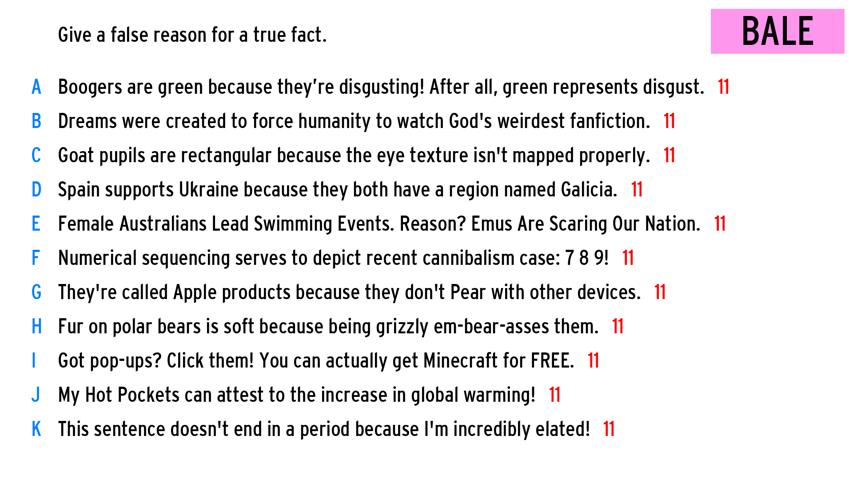 Give a false reason for a true fact.
BALE
A Boogers are green because they're disgusting! After all, green represents disgust. 11
B Dreams were created to force humanity to watch God's weirdest fanfiction. 11
C Goat pupils are rectangular because the eye texture isn't mapped properly. 11
D Spain supports Ukraine because they both have a region named Galicia. 11
E Female Australians Lead Swimming Events. Reason? Emus Are Scaring Our Nation. 11
F Numerical sequencing serves to depict recent cannibalism case: 7 8 9! 11
G They're called Apple products because they don't Pear with other devices. 11
H Fur on polar bears is soft because being grizzly em-bear-asses them. 11
I Got pop-ups? Click them! You can actually get Minecraft for FREE. 11
J My Hot Pockets can attest to the increase in global warming! 11
K This sentence doesn't end in a period because I'm incredibly elated! 11